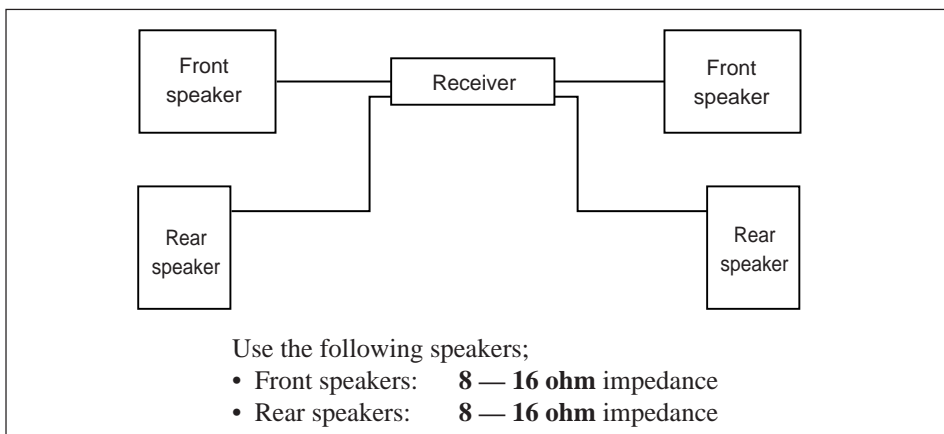 Front
speaker
Receiver
Front
speaker
Rear
speaker
Rear
speaker
Use the following speakers;
• Front speakers: 8 — 16 ohm impedance
• Rear speakers: 8 — 16 ohm impedance